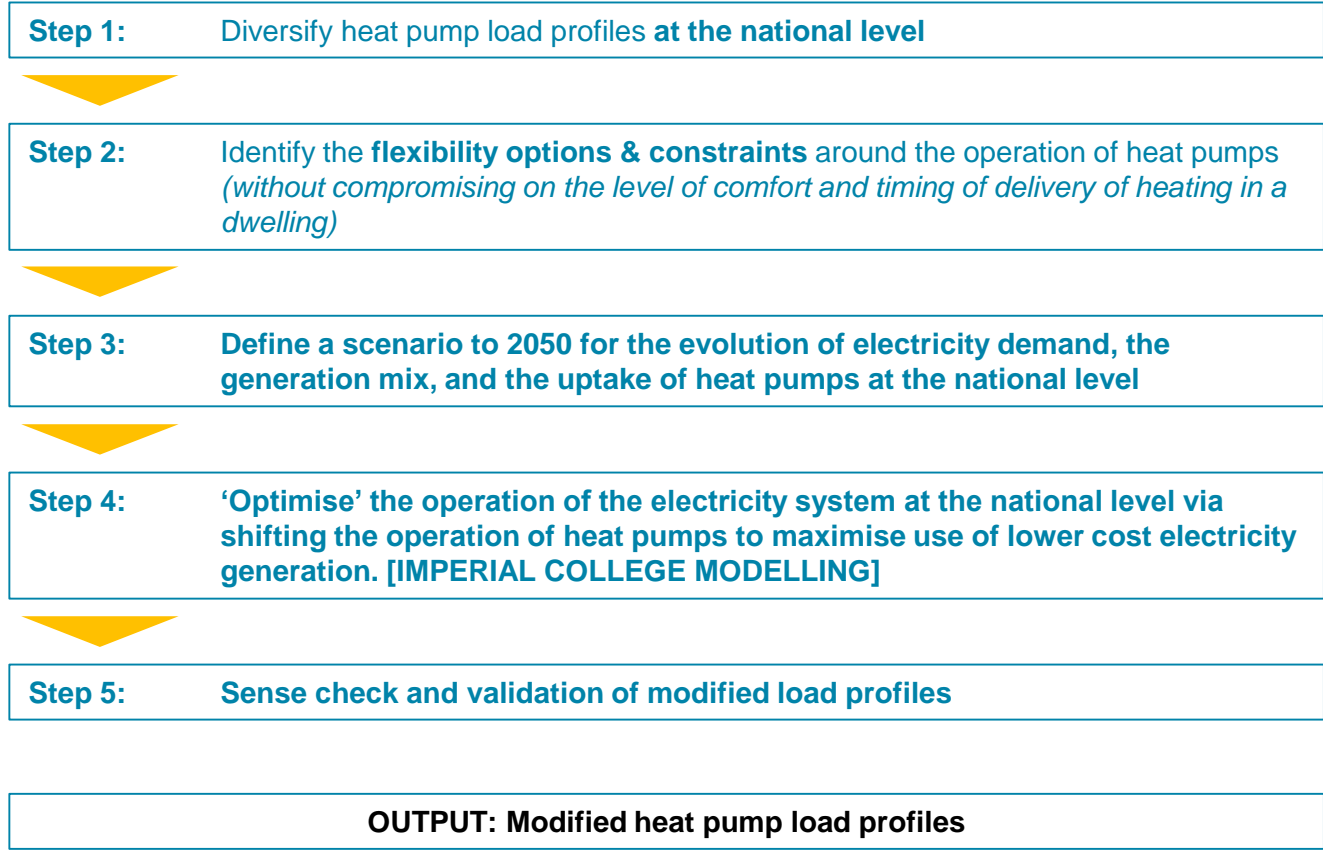 Step 1: Diversify heat pump load profiles at the national level
Step 2: Identify the flexibility options & constraints around the operation of heat pumps
(without compromising on the level of comfort and timing of delivery of heating in a
dwelling)
Step 3: Define a scenario to 2050 for the evolution of electricity demand, the
generation mix, and the uptake of heat pumps at the national level
Step 4: ‘Optimise’ the operation of the electricity system at the national level via
shifting the operation of heat pumps to maximise use of lower cost electricity
generation. [IMPERIAL COLLEGE MODELLING]
Step 5: Sense check and validation of modified load profiles
OUTPUT: Modified heat pump load profiles